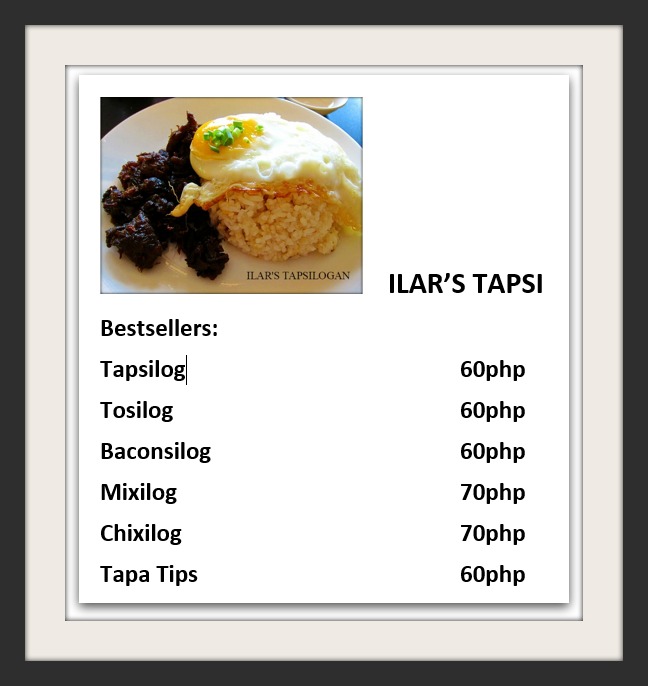 ILAR'S TAPSILOGAN
ILAR’S TAPSI
Bestsellers:
Tapsilog 60php
Tosilog 60php
Baconsilog 60php
Mixilog 70php
Chixilog 70php
Tapa Tips 60php